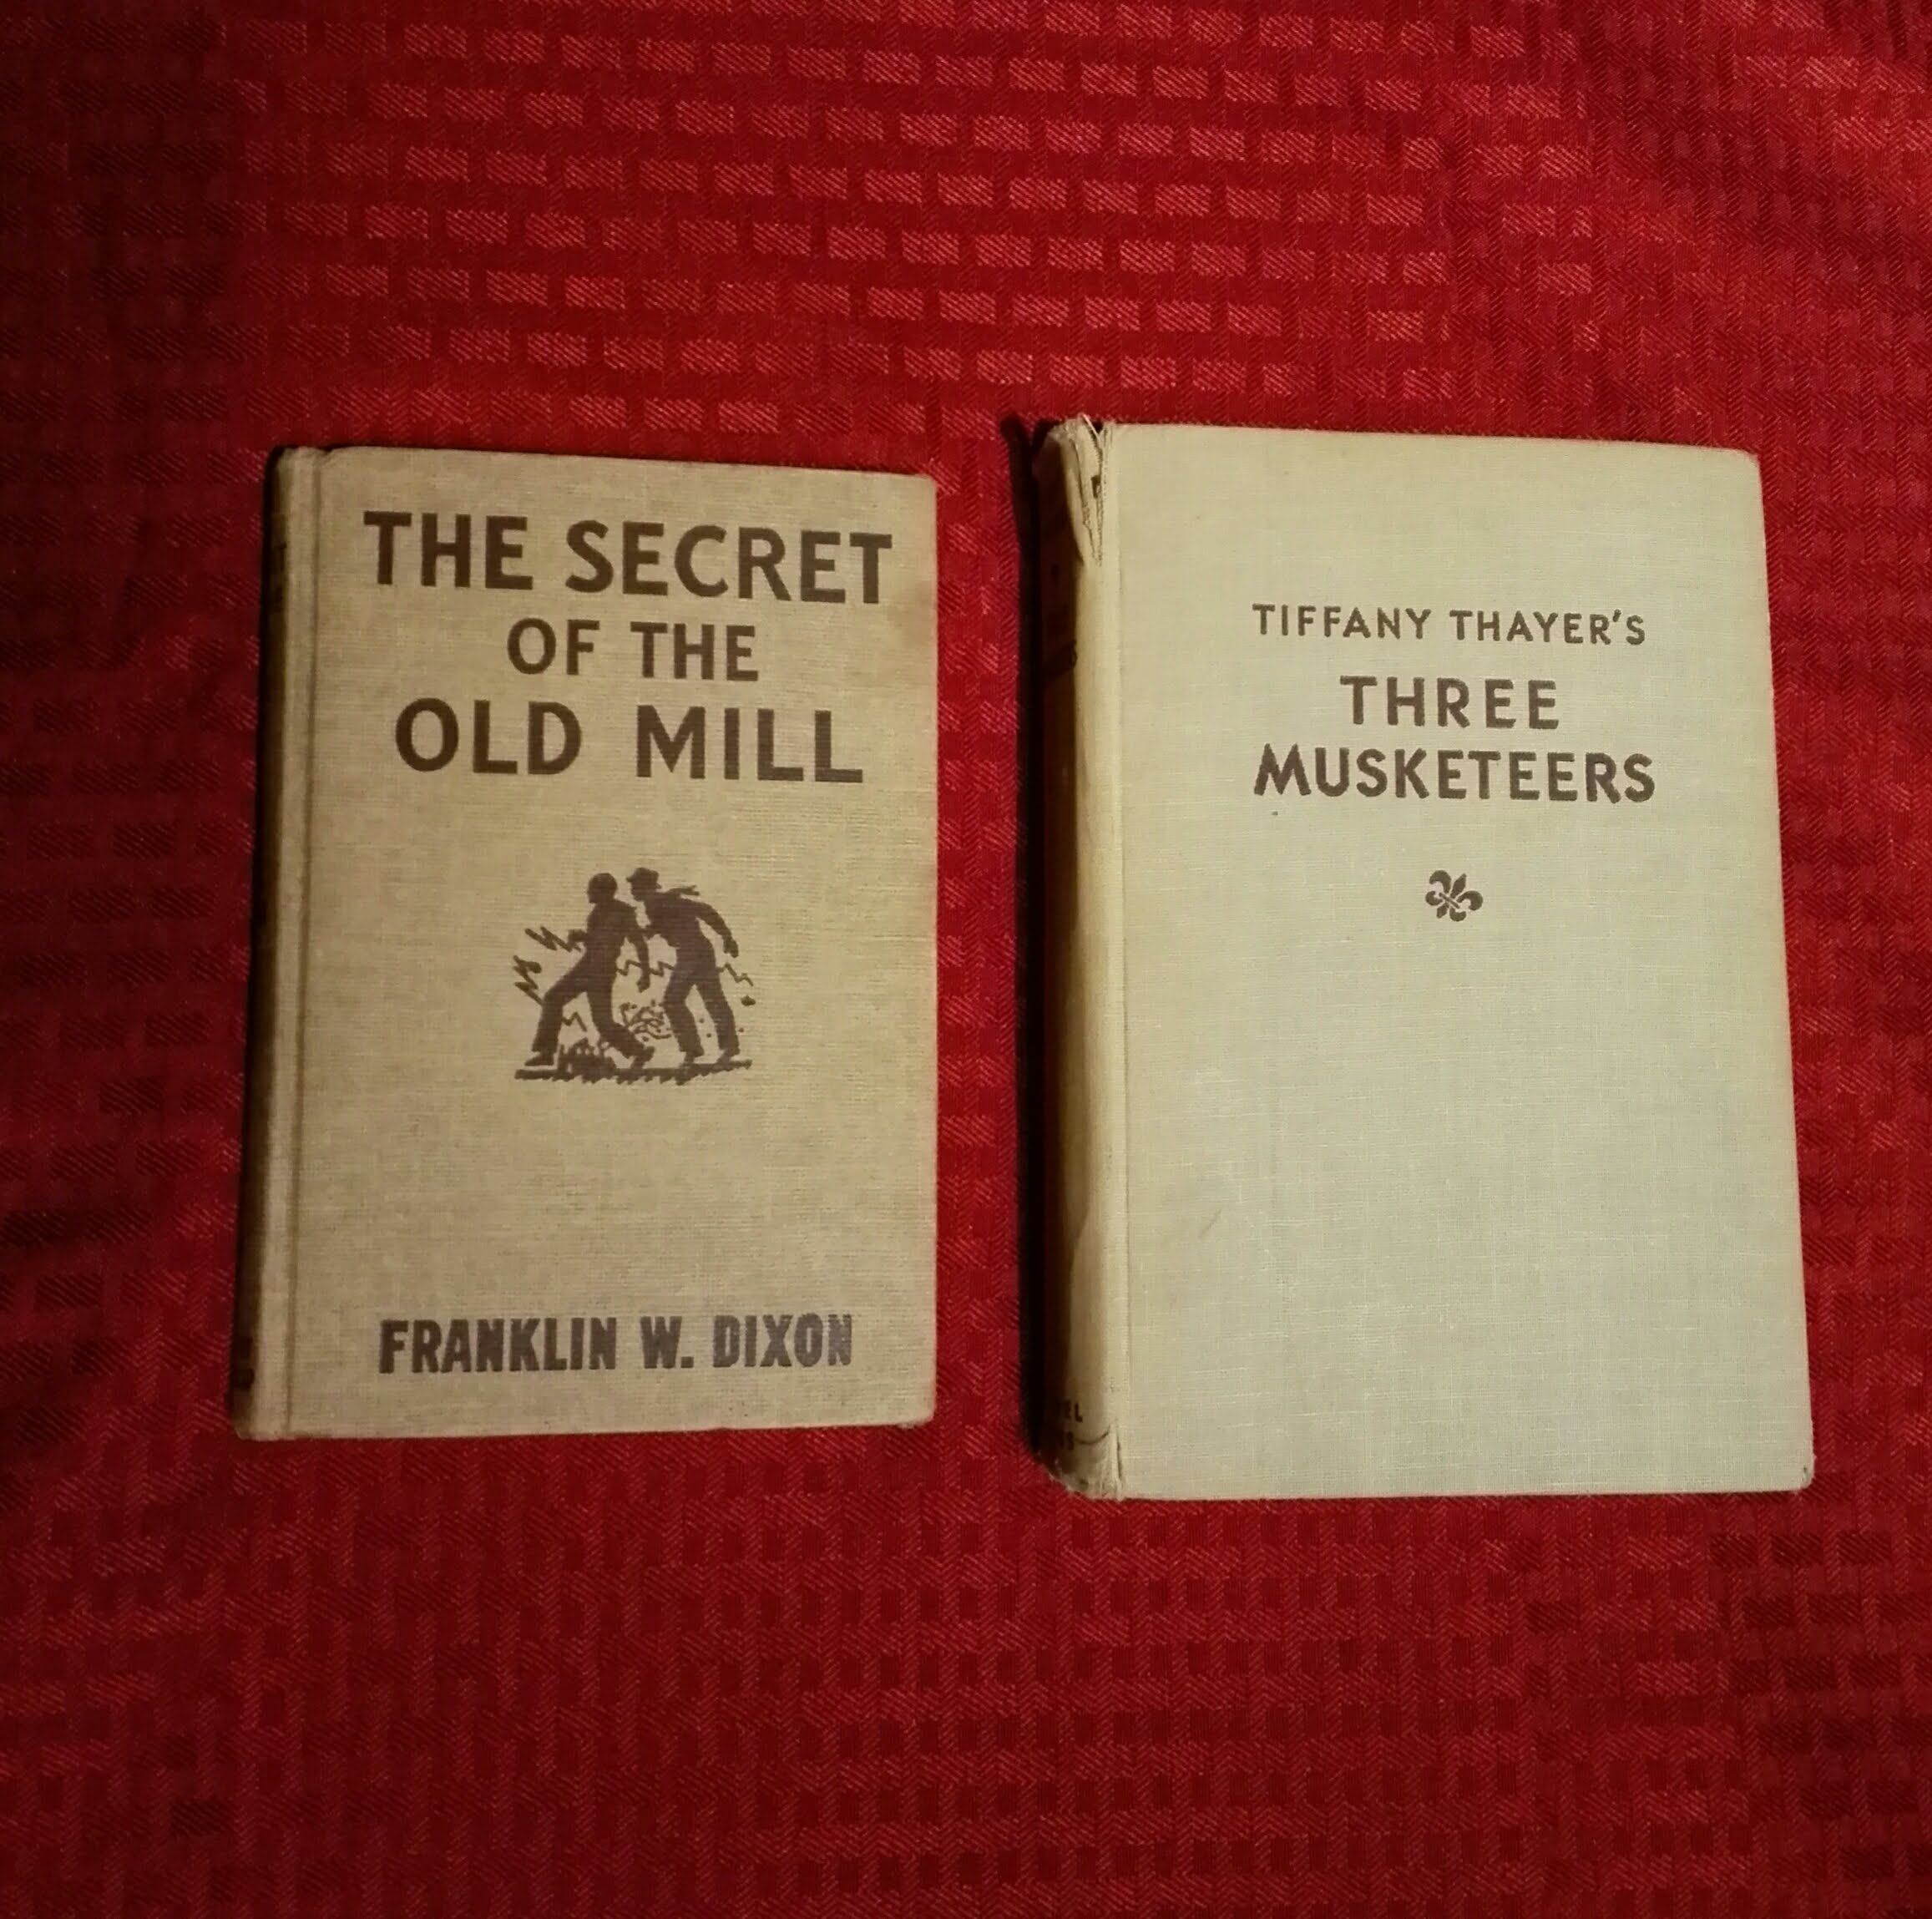 THE SECRET
OF THE
OLD MILL
FRANKLIN W. DIXON
TIFFANY THAYER'S
THREE
MUSKETEERS